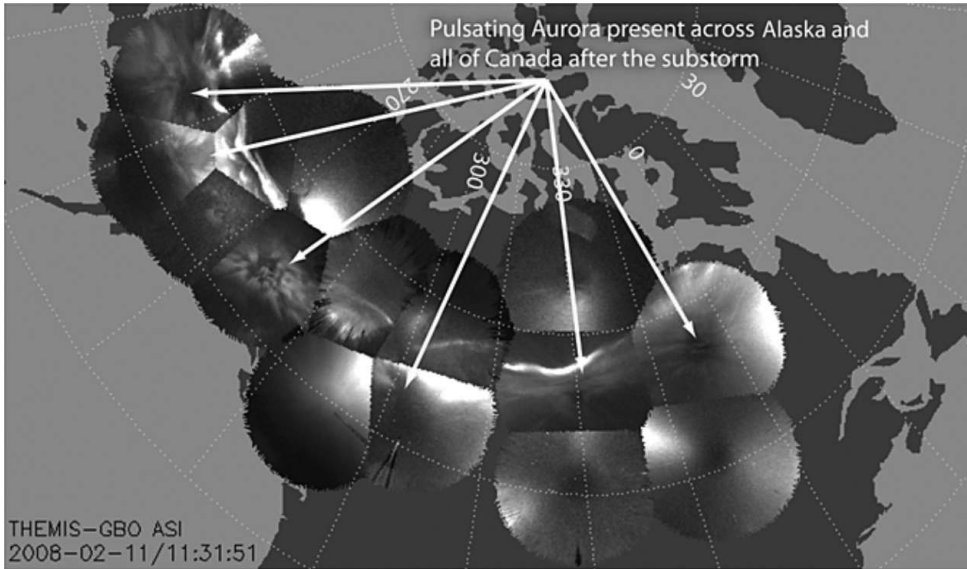 Pulsating Aurora present across Alaska and
all of Canada after the substorm
270
30
300
330
0
THEMIS-GBO ASI
2008-02-11/11:31:51